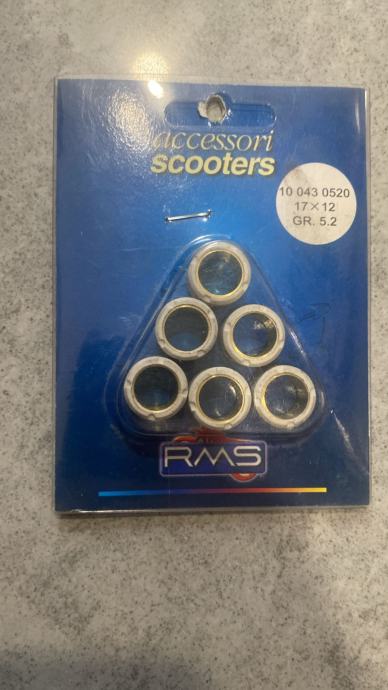 accessori
scooters
10 043 0520
17×12
GR. 5.2
RMS